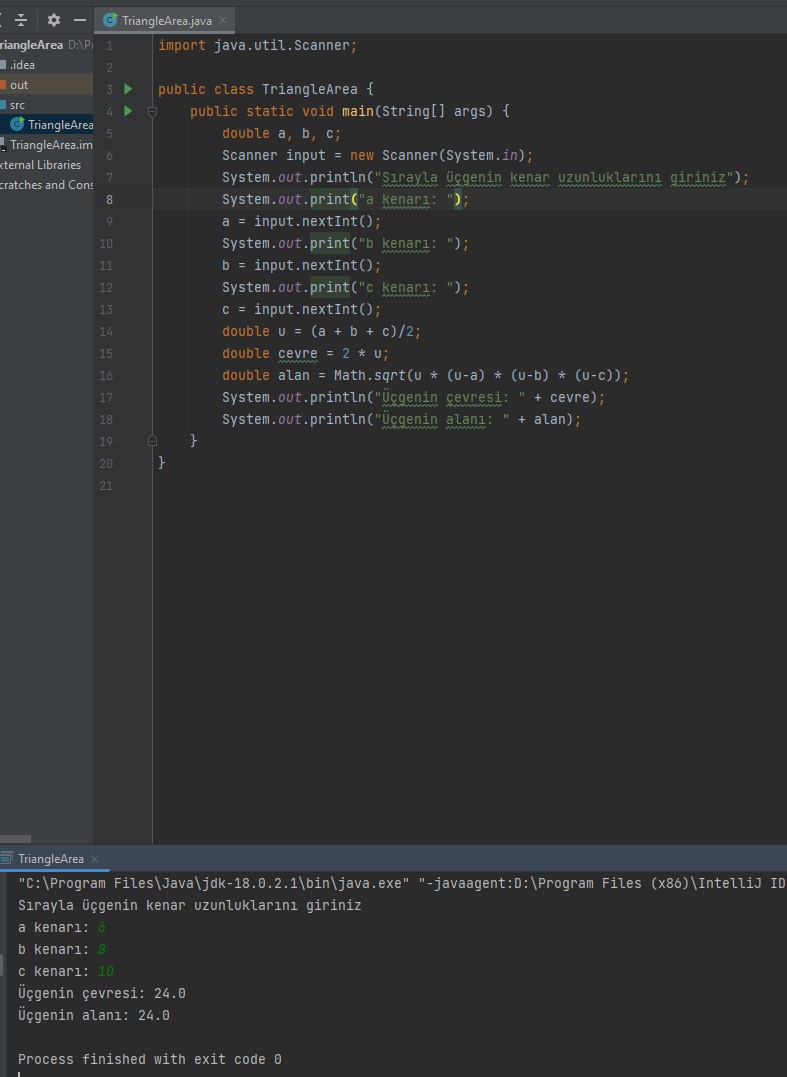 TriangleArea.java
riangleArea D:\Pr
.idea
out
src
TriangleArea
TriangleArea.im
xternal Libraries
cratches and Cons
1 import java.util.Scanner;
2
3 public class TriangleArea {
4 public static void main(String[] args) {
5 double a, b, c;
6 Scanner input = new Scanner(System.in);
7 System.out.println("Sırayla üçgenin kenar uzunluklarını giriniz");
8 System.out.print("a kenarı: ");
9 a = input.nextInt();
10 System.out.print("b kenarı: ");
11 b = input.nextInt();
12 System.out.print("c kenarı: ");
13 c = input.nextInt();
14 double u = (a + b + c)/2;
15 double cevre = 2 * u;
16 double alan = Math.sqrt(u * (u-a) * (u-b) * (u-c));
17 System.out.println("Üçgenin çevresi: " + cevre);
18 System.out.println("Üçgenin alanı: " + alan);
19 }
20 }
21
TriangleArea
"C:\Program Files\Java\jdk-18.0.2.1\bin\java.exe" "-javaagent:D:\Program Files (x86)\IntelliJ ID
Sırayla üçgenin kenar uzunluklarını giriniz
a kenarı: 6
b kenarı: 8
c kenarı: 10
Üçgenin çevresi: 24.0
Üçgenin alanı: 24.0
Process finished with exit code 0